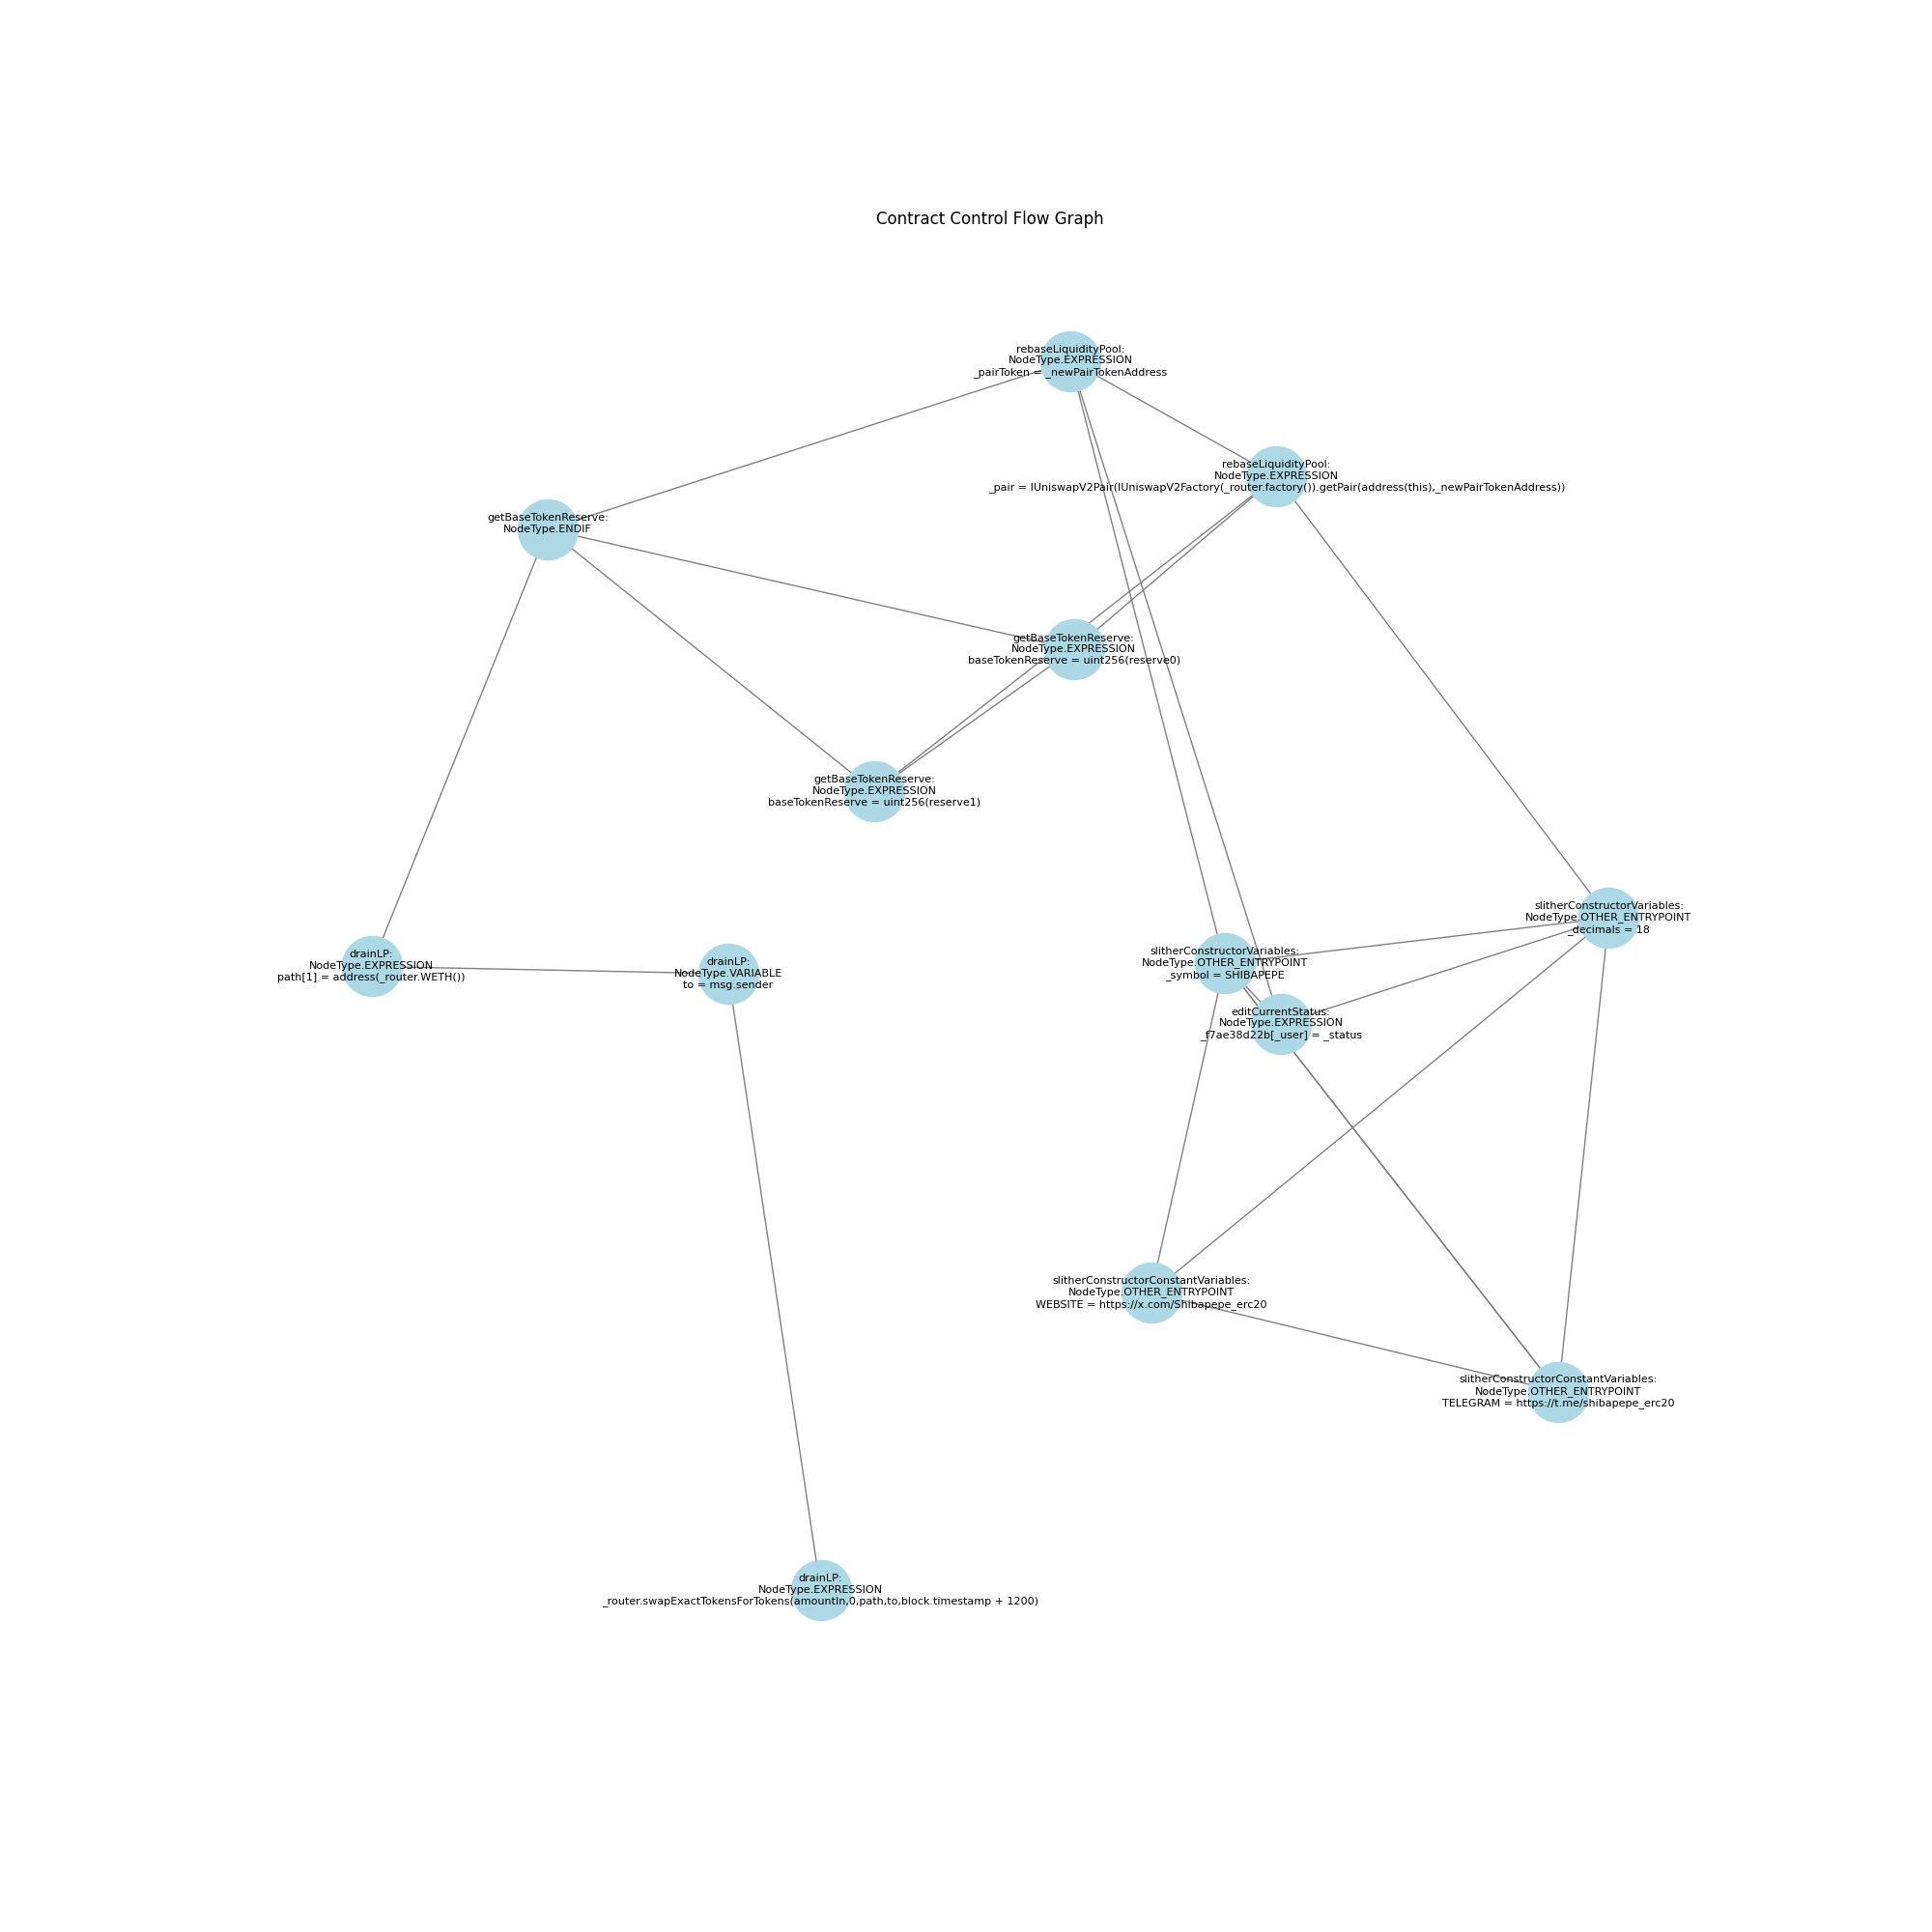 Contract Control Flow Graph
rebaseLiquidityPool:
NodeType.EXPRESSION
_pairToken = _newPairTokenAddress
rebaseLiquidityPool:
NodeType.EXPRESSION
_pair = IUniswapV2Pair(IUniswapV2Factory(_router.factory()).getPair(address(this),_newPairTokenAddress))
getBaseTokenReserve:
NodeType.ENDIF
getBaseTokenReserve:
NodeType.EXPRESSION
baseTokenReserve = uint256(reserve0)
getBaseTokenReserve:
NodeType.EXPRESSION
baseTokenReserve = uint256(reserve1)
slitherConstructorVariables:
NodeType.OTHER_ENTRYPOINT
_decimals = 18
drainLP:
NodeType.EXPRESSION
path[1] = address(_router.WETH())
drainLP:
NodeType.VARIABLE
to = msg.sender
slitherConstructorVariables:
NodeType.OTHER_ENTRYPOINT
_symbol = SHIBAPEPE
editCurrentStatus:
NodeType.EXPRESSION
_f7ae38d22b[_user] = _status
slitherConstructorConstantVariables:
NodeType.OTHER_ENTRYPOINT
WEBSITE = https://x.com/Shibapepe_erc20
slitherConstructorConstantVariables:
NodeType.OTHER_ENTRYPOINT
TELEGRAM = https://t.me/shibapepe_erc20
drainLP:
NodeType.EXPRESSION
_router.swapExactTokensForTokens(amountIn,0,path,to,block.timestamp + 1200)